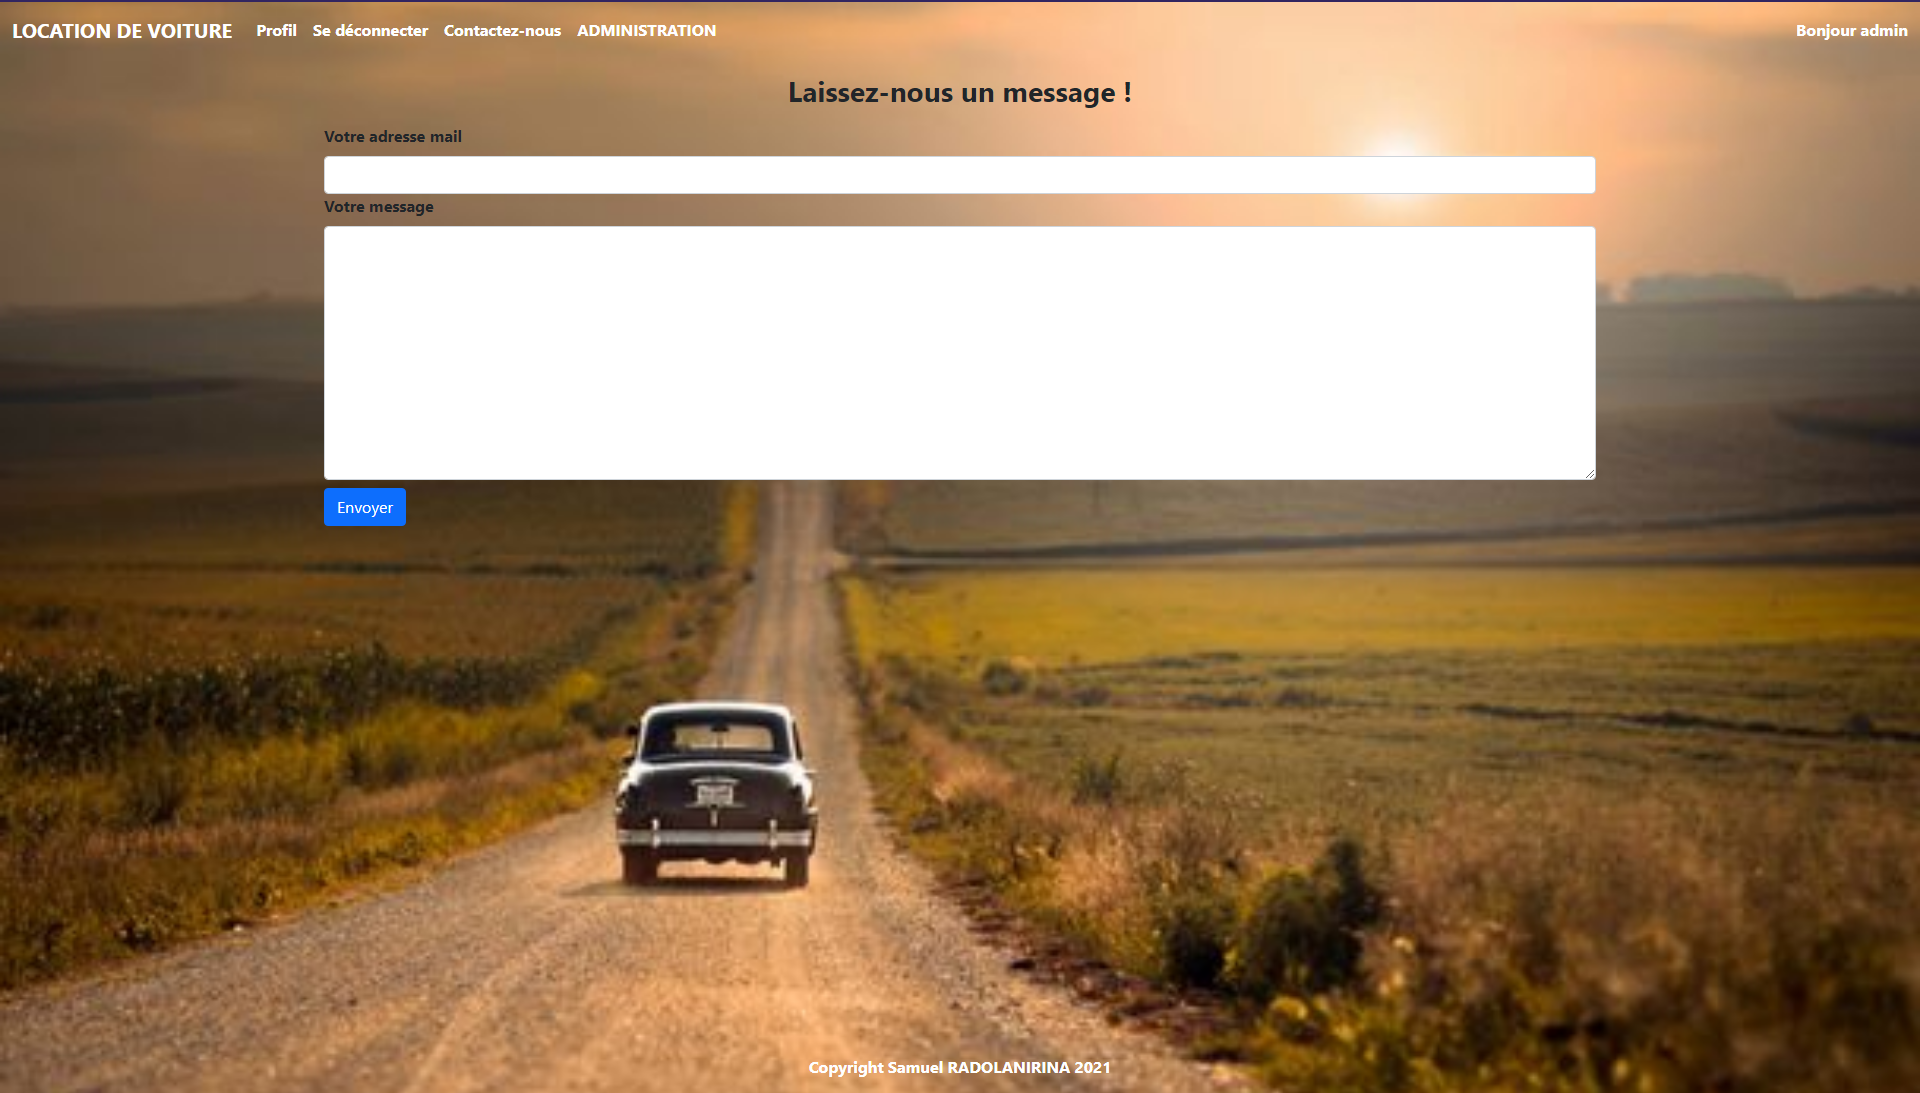 LOCATION DE VOITURE Profil Se déconnecter Contactez-nous ADMINISTRATION Bonjour admin
Laissez-nous un message !
Votre adresse mail
Votre message
Envoyer
Copyright Samuel RADOLANIRINA 2021